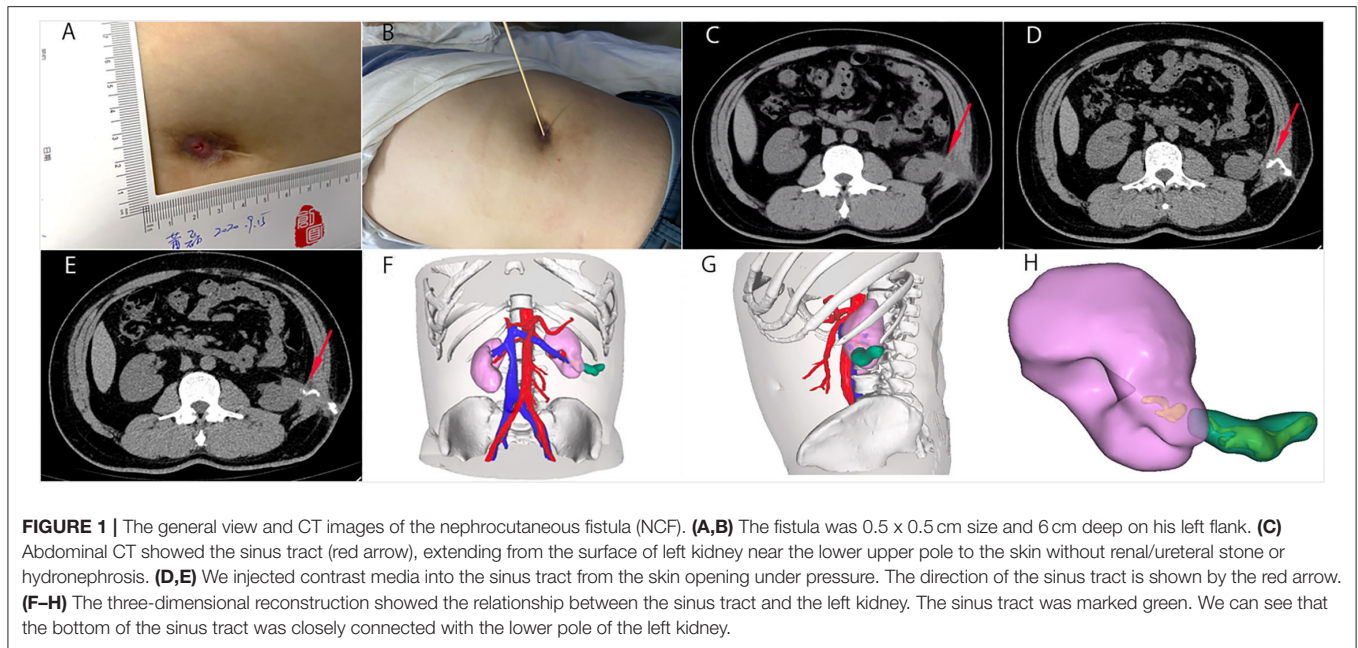 A
B
C
D
E
F
G
H
日期
2020.9.15
FIGURE 1 | The general view and CT images of the nephrocutaneous fistula (NCF). (A,B) The fistula was 0.5 x 0.5 cm size and 6 cm deep on his left flank. (C)
Abdominal CT showed the sinus tract (red arrow), extending from the surface of left kidney near the lower upper pole to the skin without renal/ureteral stone or
hydronephrosis. (D,E) We injected contrast media into the sinus tract from the skin opening under pressure. The direction of the sinus tract is shown by the red arrow.
(F–H) The three-dimensional reconstruction showed the relationship between the sinus tract and the left kidney. The sinus tract was marked green. We can see that
the bottom of the sinus tract was closely connected with the lower pole of the left kidney.